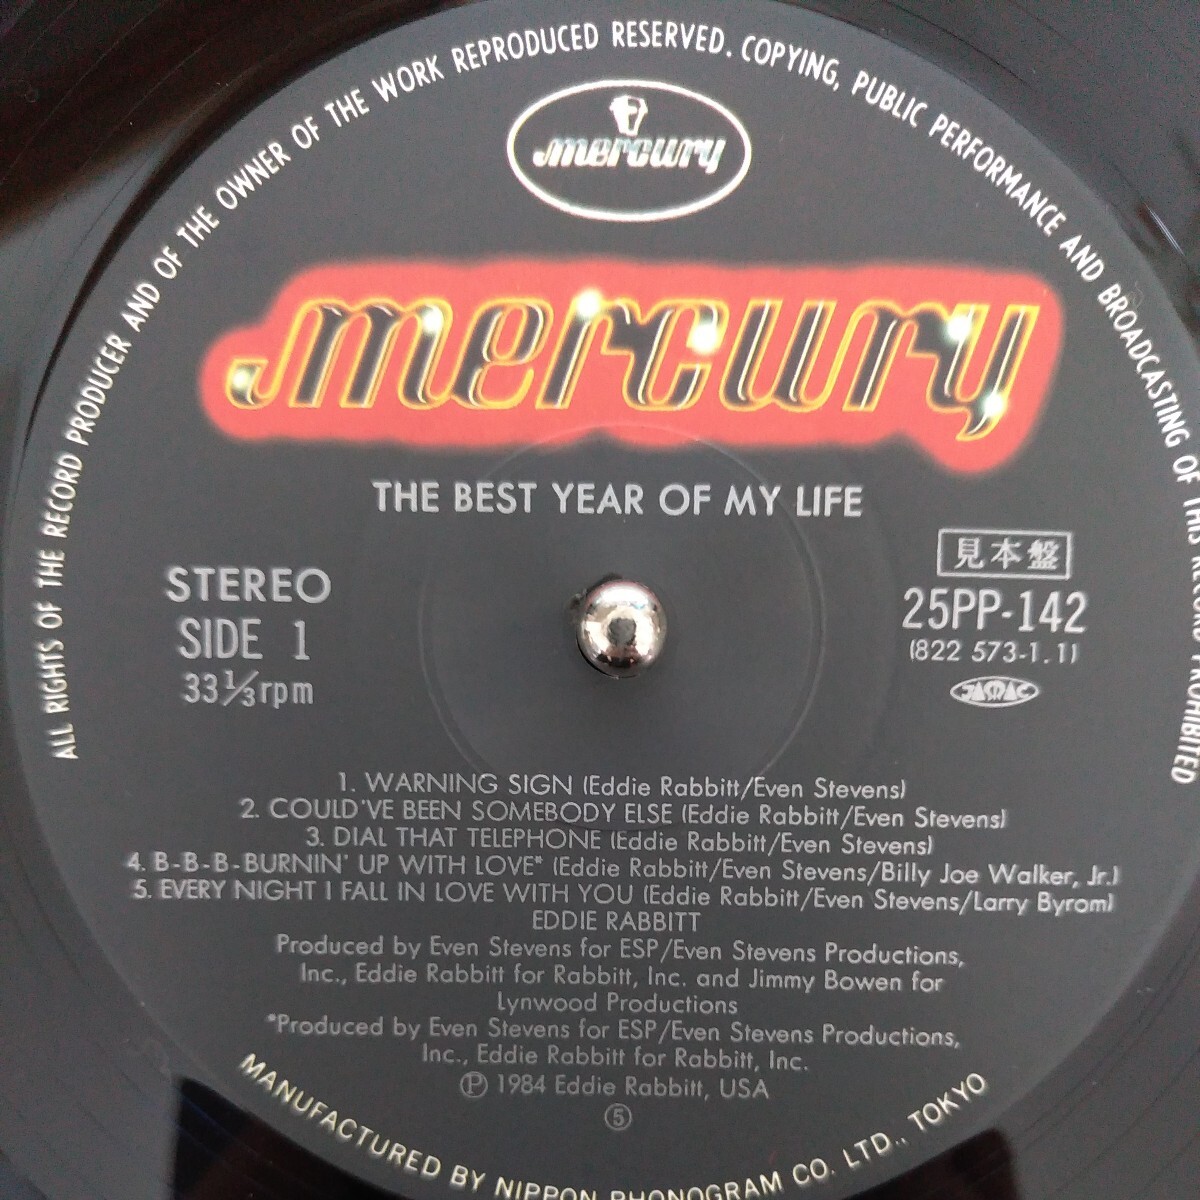 ALL RIGHTS OF THE RECORD PRODUCER AND OF THE OWNER OF THE WORK REPRODUCED RESERVED. COPYING, PUBLIC PERFORMANCE AND BROADCASTING OF THIS RECORD PROHIBITED
mercury
mercury
THE BEST YEAR OF MY LIFE
STEREO
SIDE 1
33 1/3 rpm
見本盤
25PP-142
(822 573-1.1)
JAMAC
1. WARNING SIGN (Eddie Rabbitt/Even Stevens)
2. COULD'VE BEEN SOMEBODY ELSE (Eddie Rabbitt/Even Stevens)
3. DIAL THAT TELEPHONE (Eddie Rabbitt/Even Stevens)
4. B-B-B-BURNIN' UP WITH LOVE* (Eddie Rabbitt/Even Stevens/Billy Joe Walker, Jr.)
5. EVERY NIGHT I FALL IN LOVE WITH YOU (Eddie Rabbitt/Even Stevens/Larry Byrom)
EDDIE RABBITT
Produced by Even Stevens for ESP/Even Stevens Productions,
Inc., Eddie Rabbitt for Rabbitt, Inc. and Jimmy Bowen for
Lynwood Productions
*Produced by Even Stevens for ESP/Even Stevens Productions,
Inc., Eddie Rabbitt for Rabbitt, Inc.
Ⓟ 1984 Eddie Rabbitt, USA
⑤
MANUFACTURED BY NIPPON PHONOGRAM CO. LTD., TOKYO